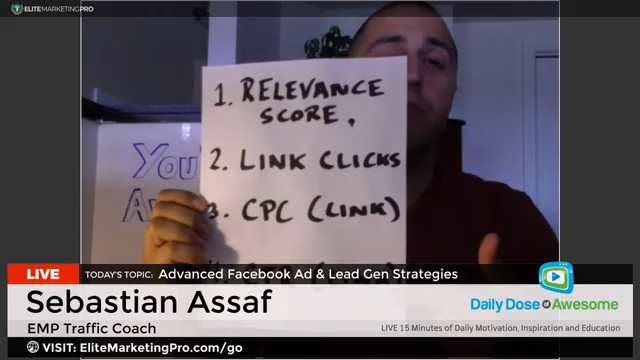 ELITEMARKETINGPRO
1. RELEVANCE
SCORE.
2. LINK CLICKS
3. CPC (LINK)
You'
LIVE
TODAY'S TOPIC: Advanced Facebook Ad & Lead Gen Strategies
Sebastian Assaf
EMP Traffic Coach
Daily Dose of Awesome
LIVE 15 Minutes of Daily Motivation, Inspiration and Education
VISIT: EliteMarketingPro.com/go